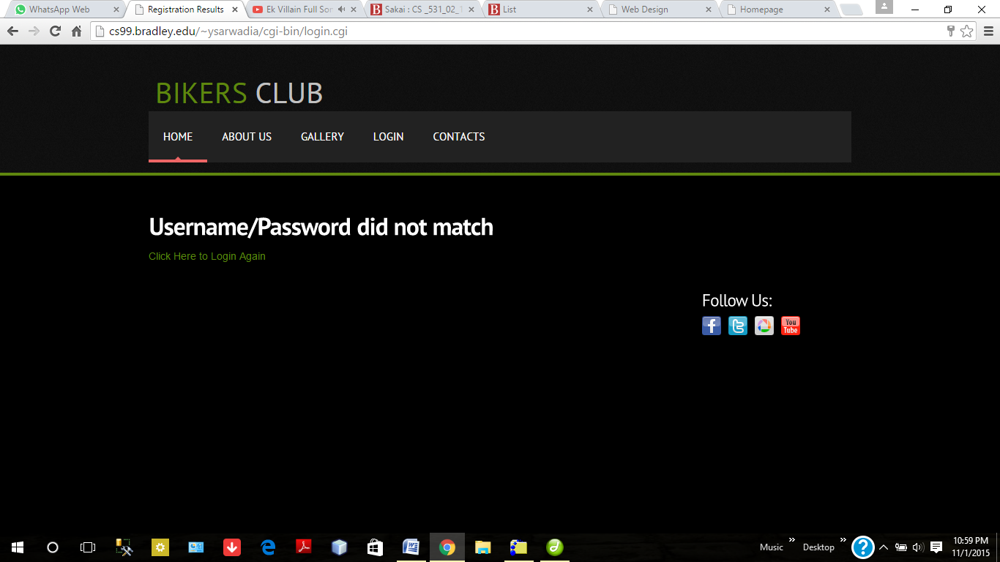 WhatsApp Web
Registration Results
Ek Villain Full Son
Sakai : CS _531_02_1
List
Web Design
Homepage
cs99.bradley.edu/~ysarwadia/cgi-bin/login.cgi
BIKERS CLUB
HOME ABOUT US GALLERY LOGIN CONTACTS
Username/Password did not match
Click Here to Login Again
Follow Us:
You
Tube
Music
Desktop
10:59 PM
11/1/2015